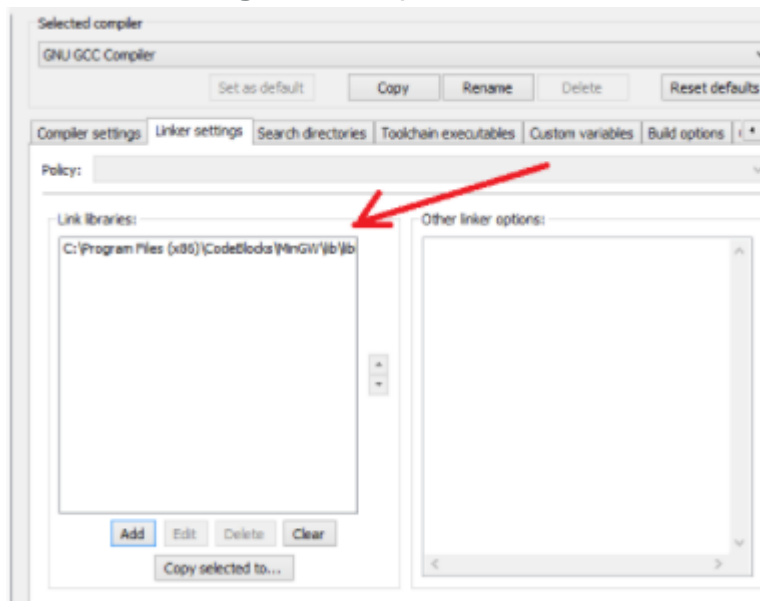 Selected compiler
GNU GCC Compiler
Set as default Copy Rename Delete Reset defaults
Compiler settings Linker settings Search directories Toolchain executables Custom variables Build options
Policy:
Link libraries:
C:\Program Files (x86)\CodeBlocks\MinGW\lib\lib
Other linker options:
Add Edit Delete Clear
Copy selected to...